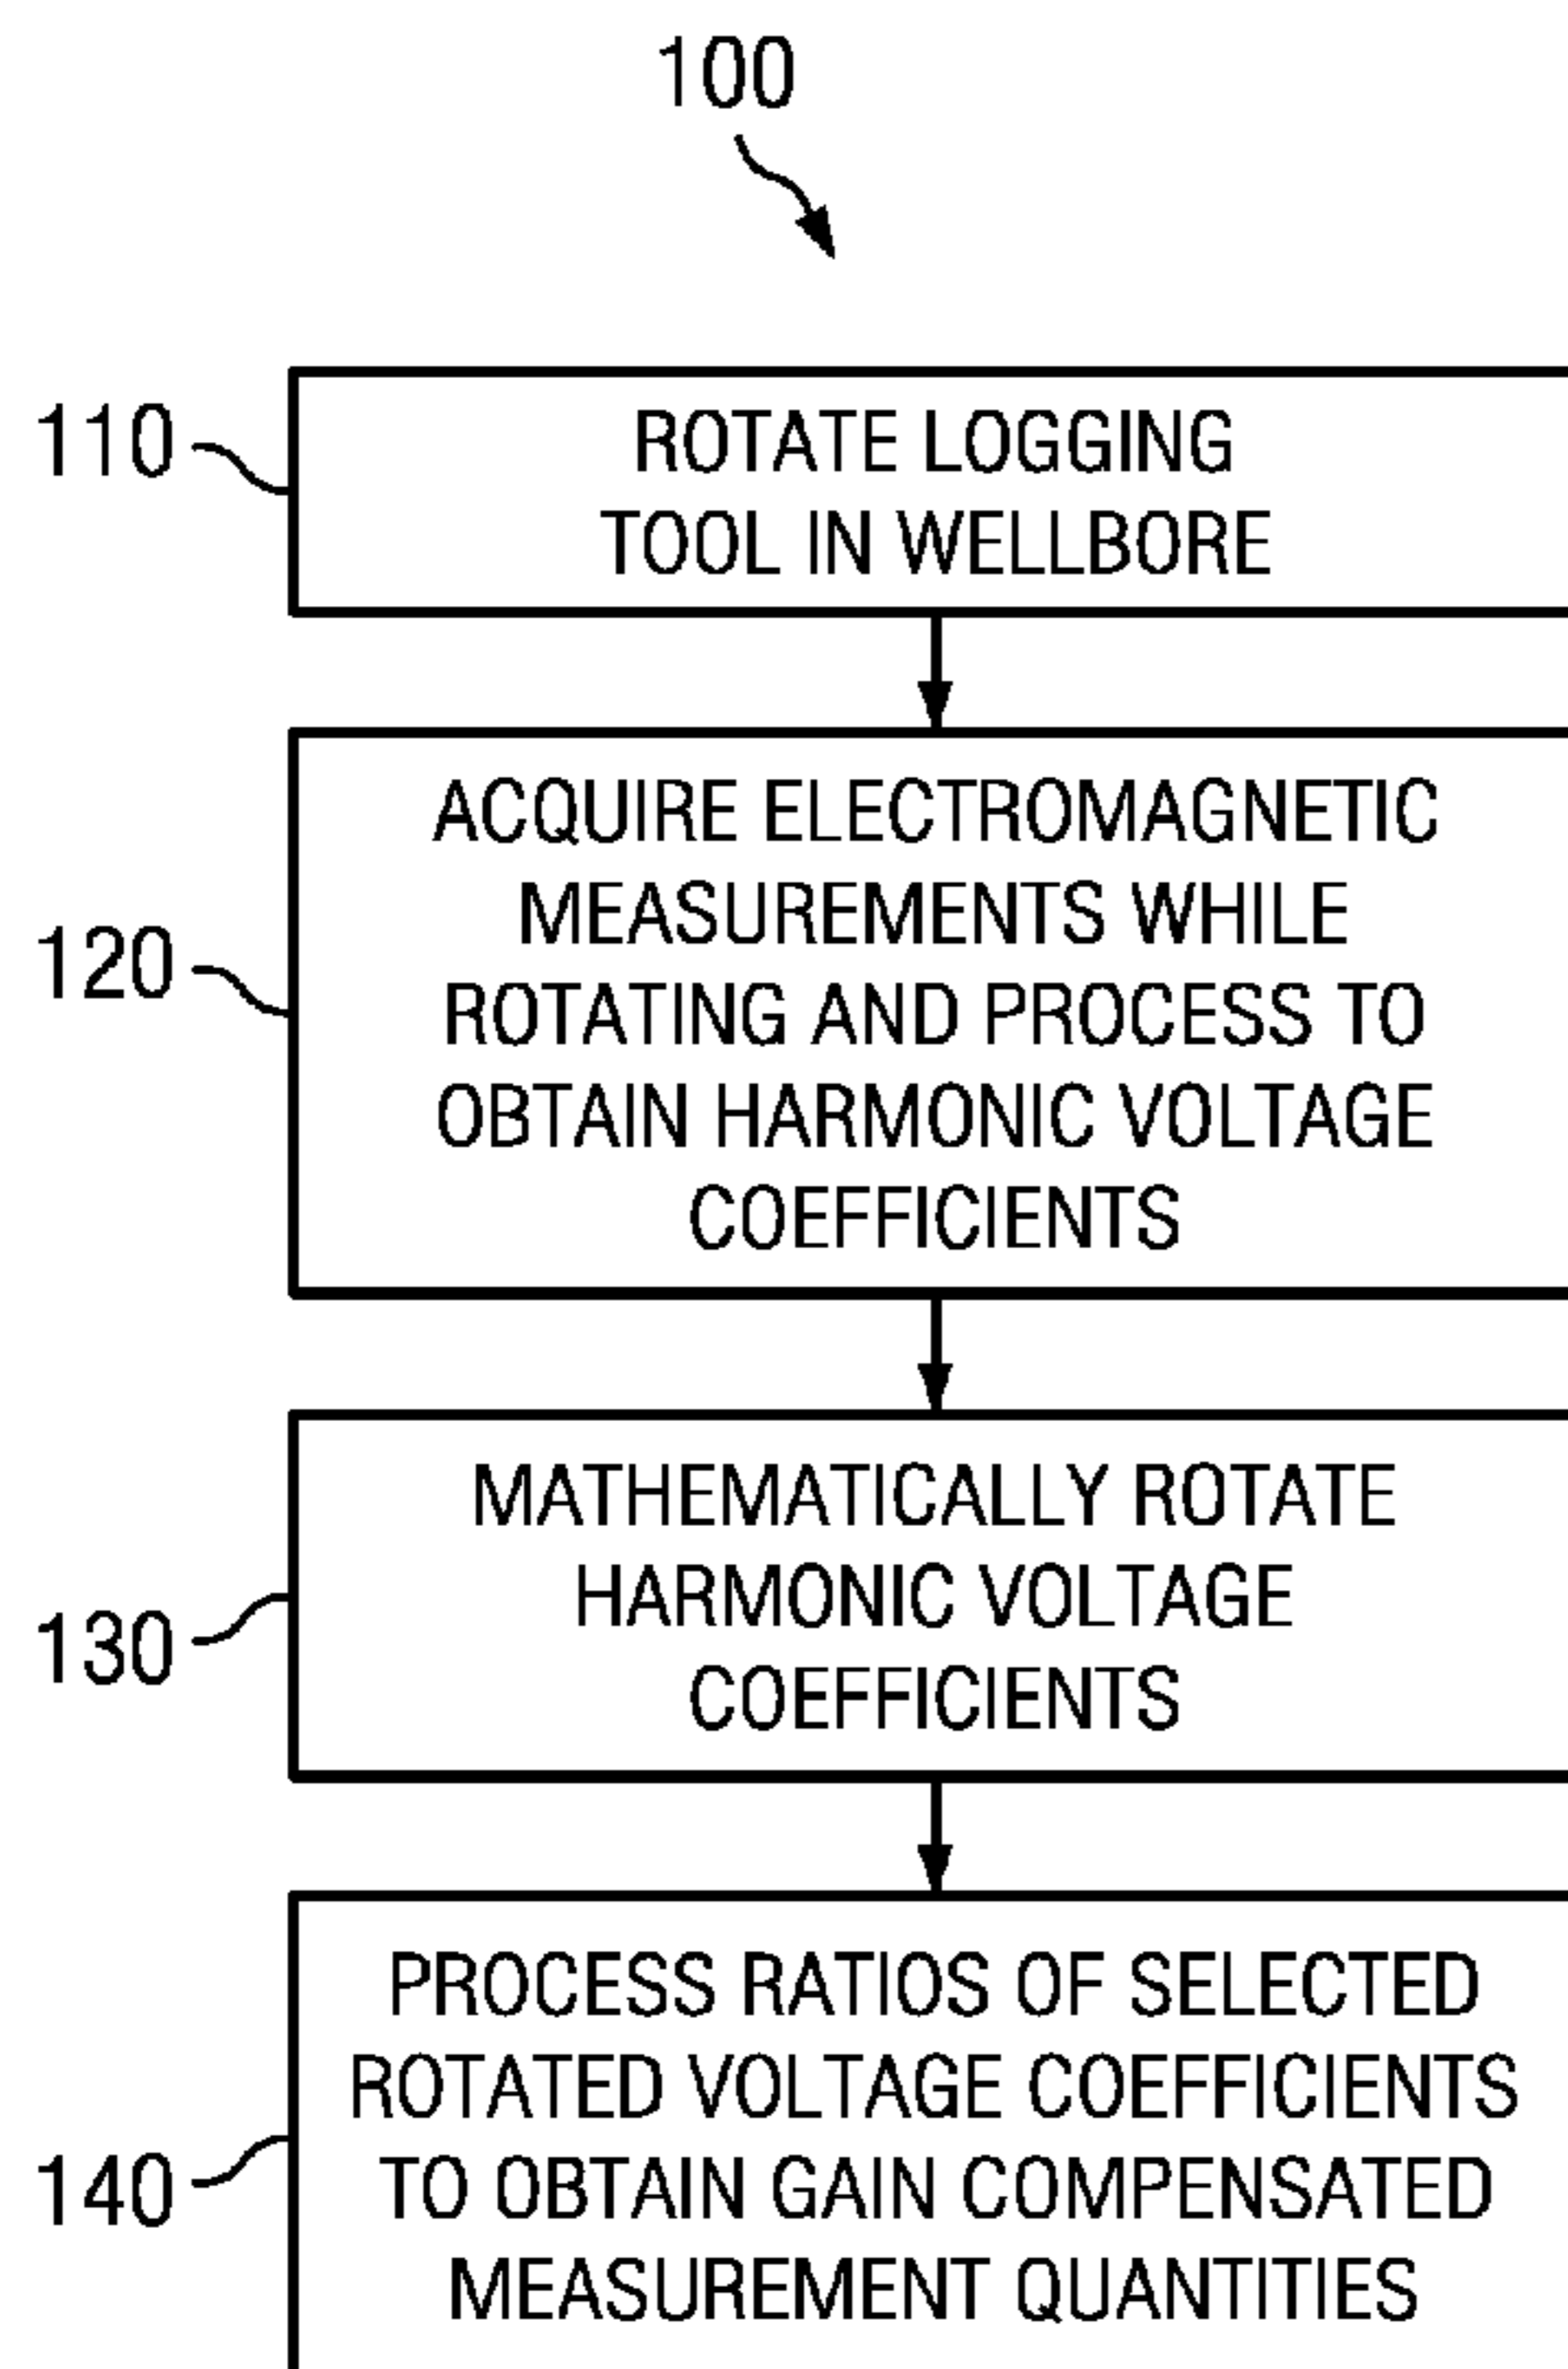 100
110
ROTATE LOGGING
TOOL IN WELLBORE
120
ACQUIRE ELECTROMAGNETIC
MEASUREMENTS WHILE
ROTATING AND PROCESS TO
OBTAIN HARMONIC VOLTAGE
COEFFICIENTS
130
MATHEMATICALLY ROTATE
HARMONIC VOLTAGE
COEFFICIENTS
140
PROCESS RATIOS OF SELECTED
ROTATED VOLTAGE COEFFICIENTS
TO OBTAIN GAIN COMPENSATED
MEASUREMENT QUANTITIES